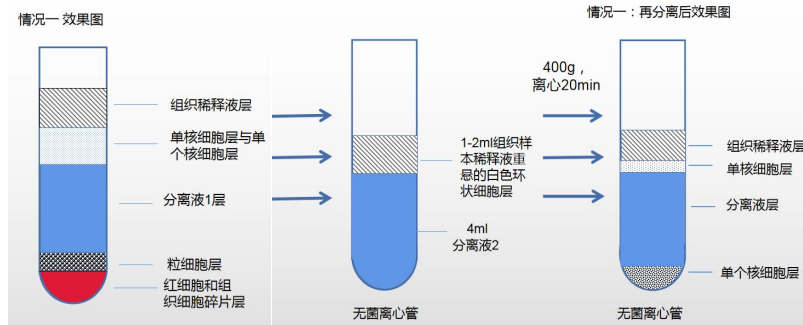 情况一 效果图
组织稀释液层
单核细胞层与单
个核细胞层
分离液1层
粒细胞层
红细胞和组
织细胞碎片层
1-2ml组织样
本稀释液重
悬的白色环
状细胞层
4ml
分离液2
无菌离心管
400g，
离心20min
情况一：再分离后效果图
组织稀释液层
单核细胞层
分离液层
单个核细胞层
无菌离心管